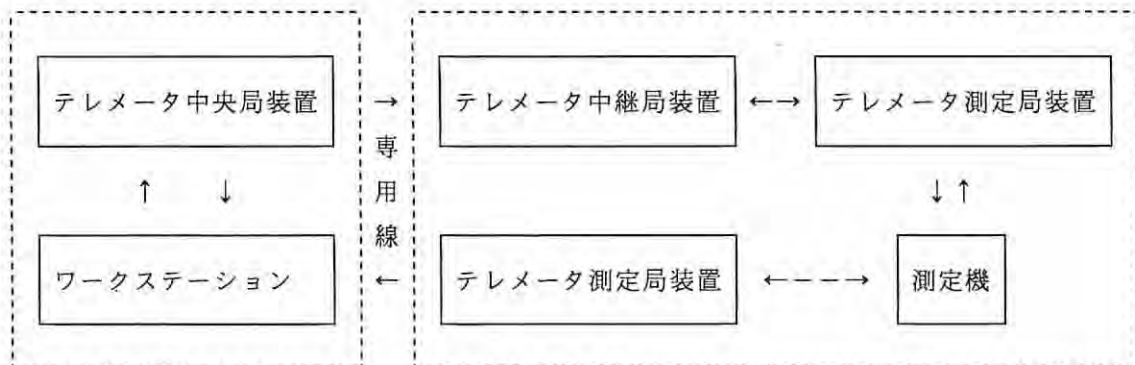 テレメータ中央局装置 → テレメータ中継局装置 ←→ テレメータ測定局装置
専用線
↑ ↓ ↓↑
ワークステーション ← テレメータ測定局装置 ←--→ 測定機